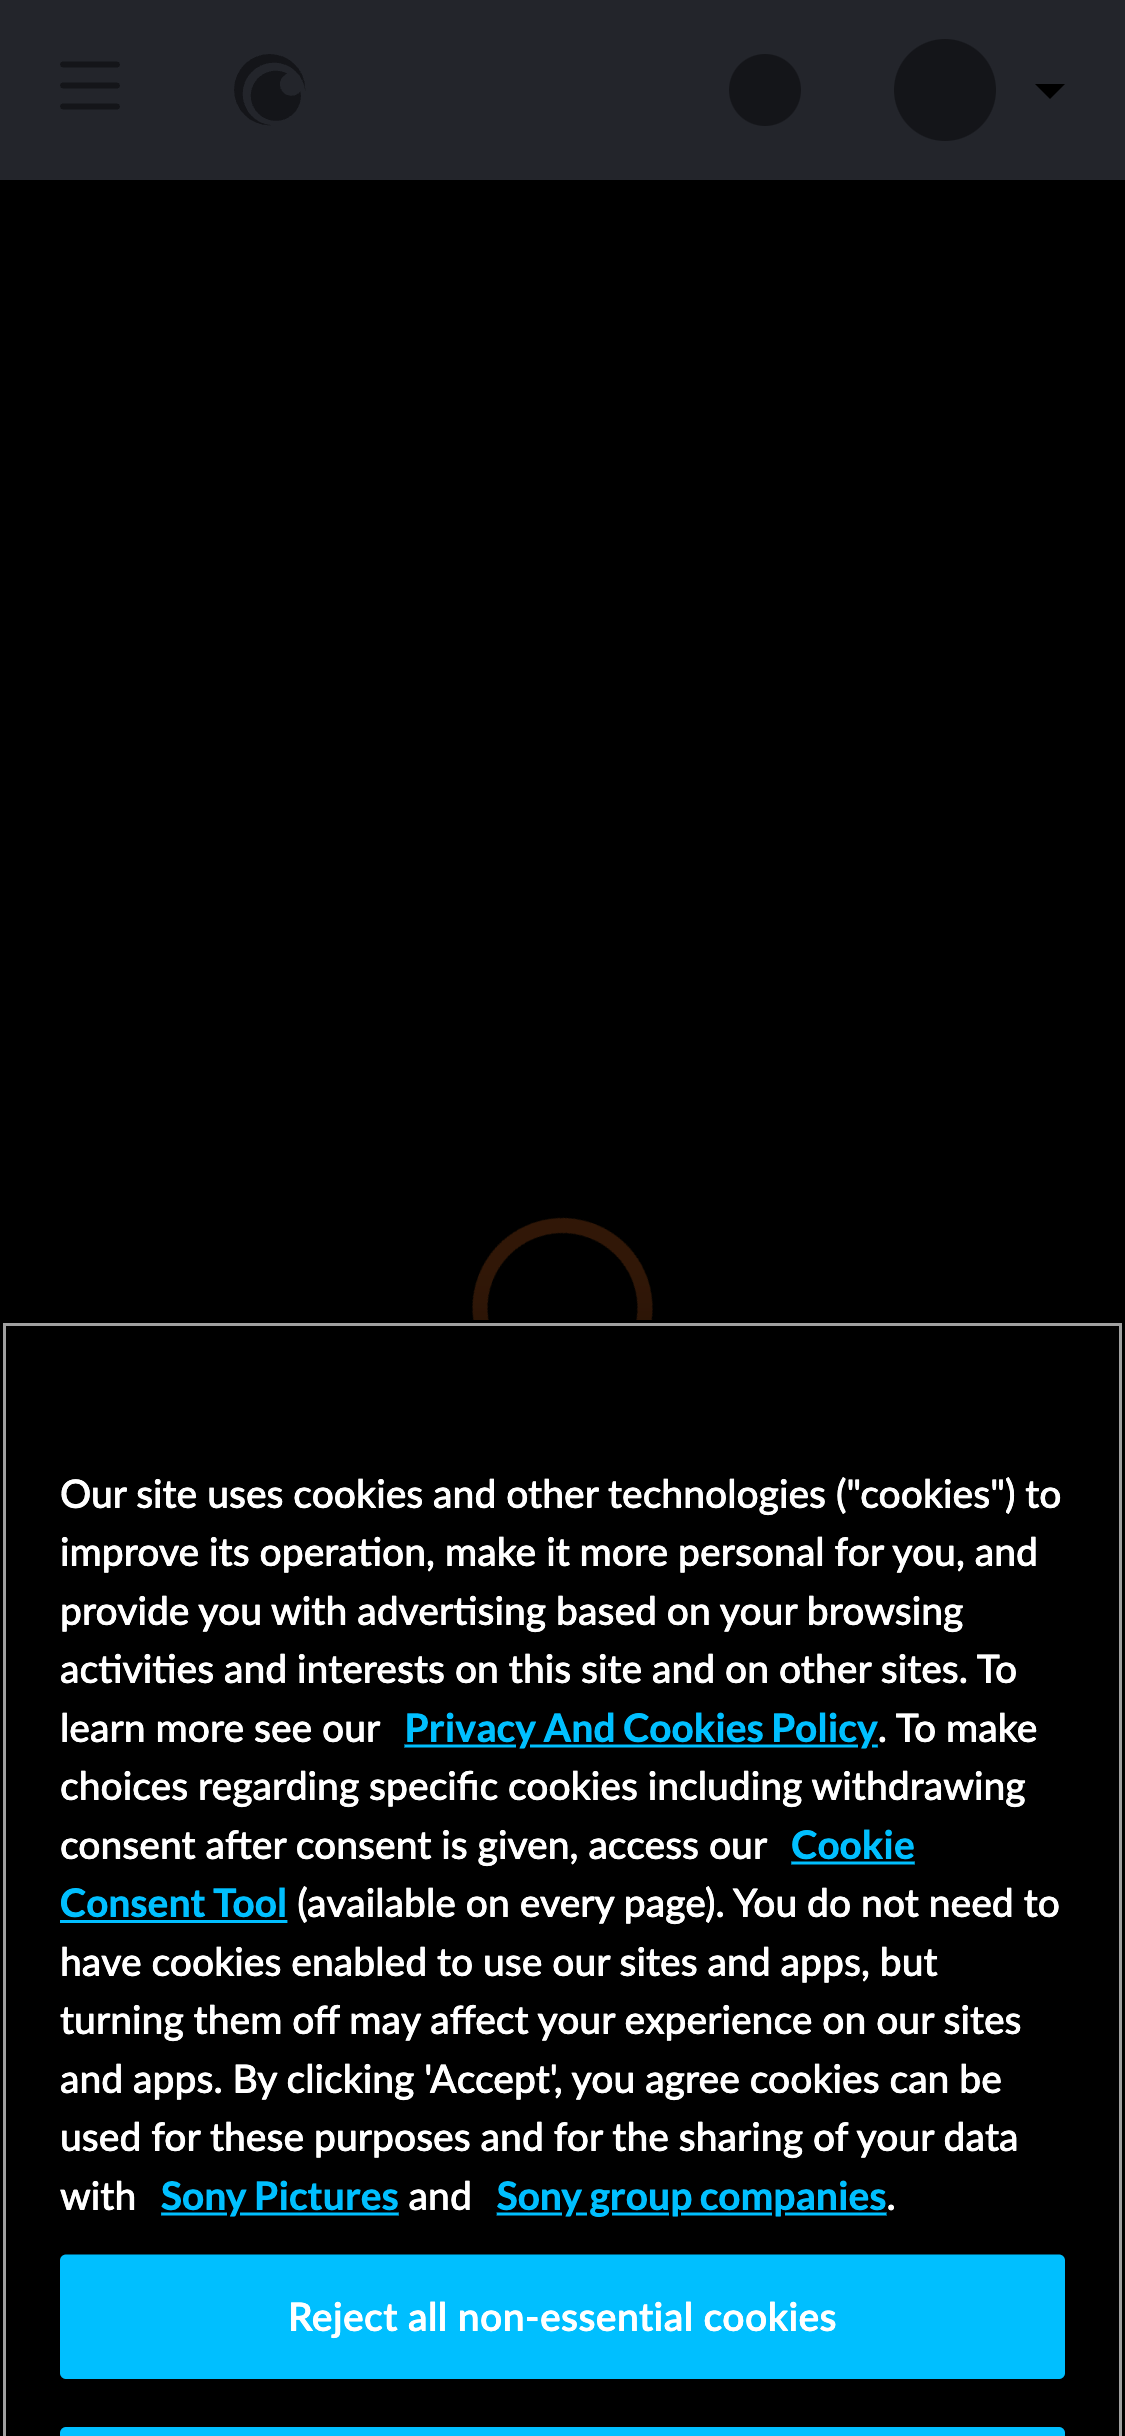 Our site uses cookies and other technologies ("cookies") to
improve its operation, make it more personal for you, and
provide you with advertising based on your browsing
activities and interests on this site and on other sites. To
learn more see our Privacy And Cookies Policy. To make
choices regarding specific cookies including withdrawing
consent after consent is given, access our Cookie
Consent Tool (available on every page). You do not need to
have cookies enabled to use our sites and apps, but
turning them off may affect your experience on our sites
and apps. By clicking 'Accept', you agree cookies can be
used for these purposes and for the sharing of your data
with Sony Pictures and Sony group companies.
Reject all non-essential cookies